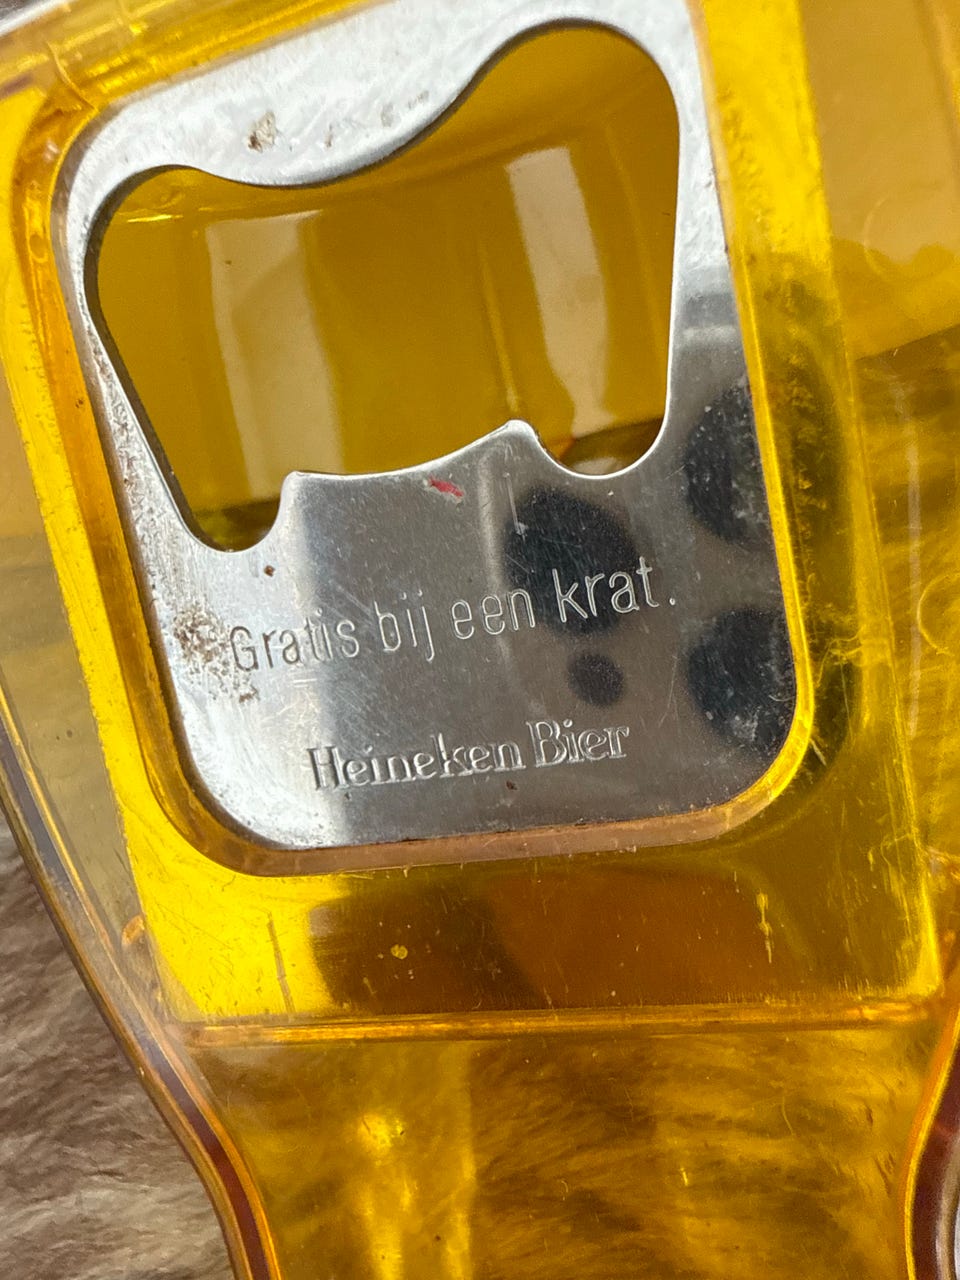 Gratis bij een krat.
Heineken Bier